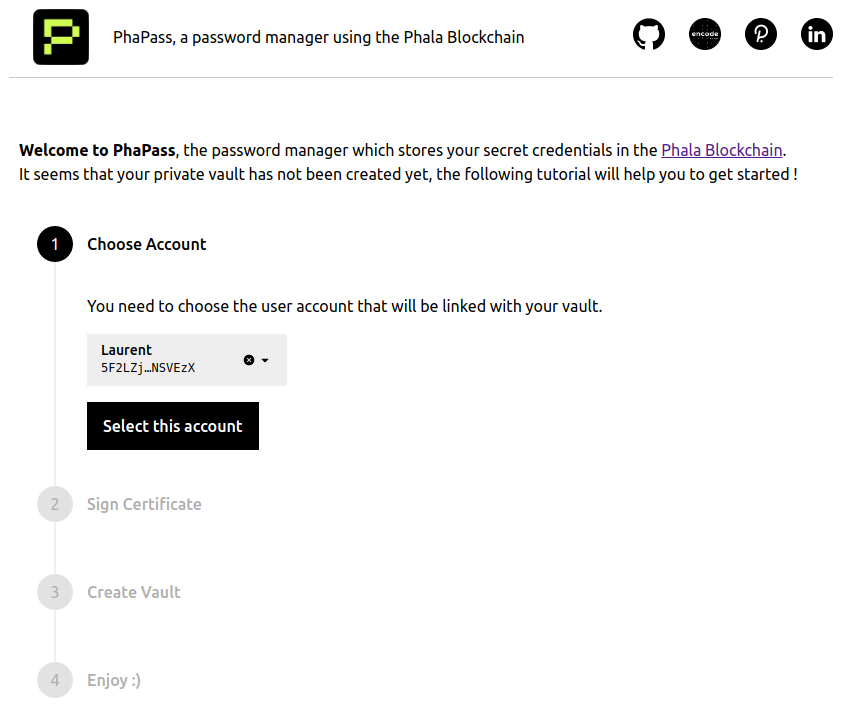 PhaPass, a password manager using the Phala Blockchain
encode
Welcome to PhaPass, the password manager which stores your secret credentials in the Phala Blockchain.
It seems that your private vault has not been created yet, the following tutorial will help you to get started !
1 Choose Account
You need to choose the user account that will be linked with your vault.
Laurent
5F2LZj…NSVEzX
Select this account
2 Sign Certificate
3 Create Vault
4 Enjoy :)